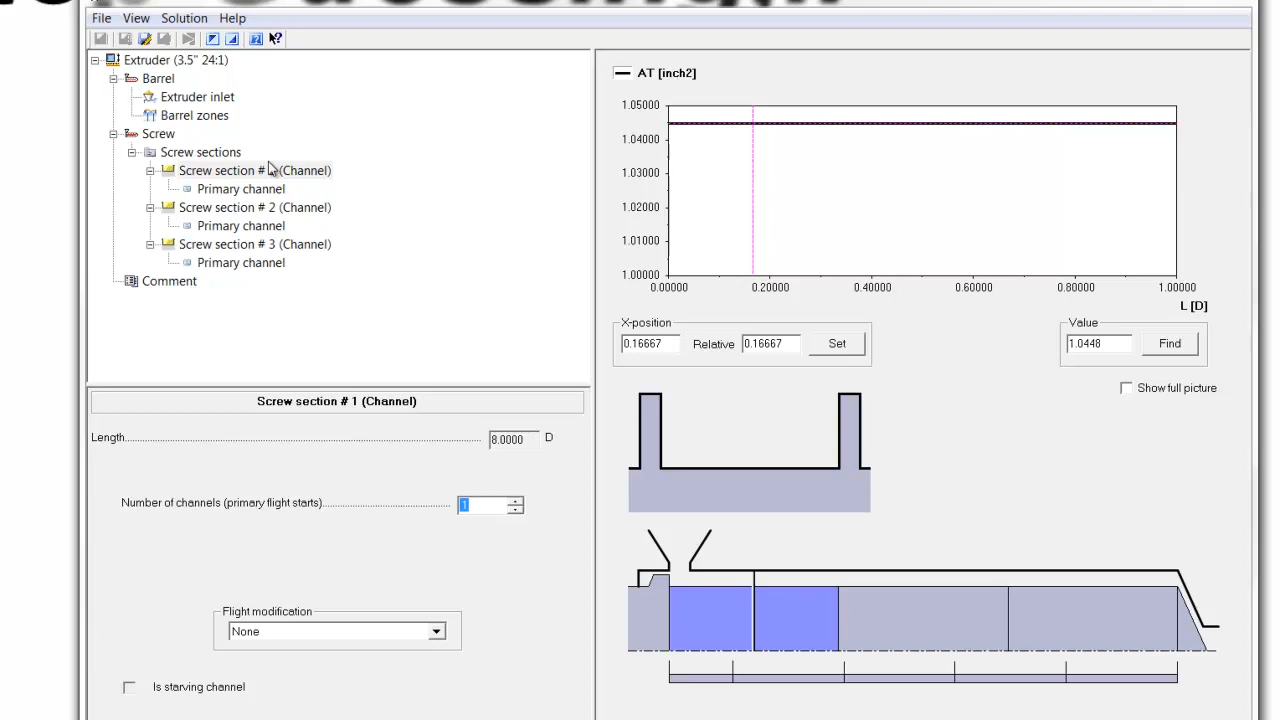 File View Solution Help
Extruder (3.5" 24:1)
Barrel
Extruder inlet
Barrel zones
Screw
Screw sections
Screw section # (Channel)
Primary channel
Screw section # 2 (Channel)
Primary channel
Screw section # 3 (Channel)
Primary channel
Comment
AT [inch2]
1.05000
1.04000
1.03000
1.02000
1.01000
1.00000
0.00000 0.20000 0.40000 0.60000 0.80000 1.00000
L [D]
X-position
0.16667 Relative 0.16667 Set
Value
1.0448 Find
Show full picture
Screw section # 1 (Channel)
Length 8.0000 D
Number of channels (primary flight starts) 1
Flight modification
None
Is starving channel